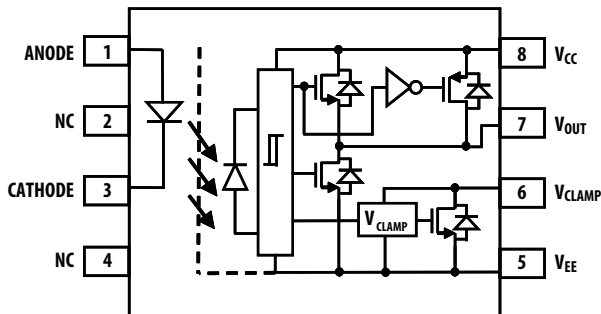 ANODE 1
NC 2
CATHODE 3
NC 4
8 VCC
7 VOUT
6 VCLAMP
5 VEE
VCLAMP